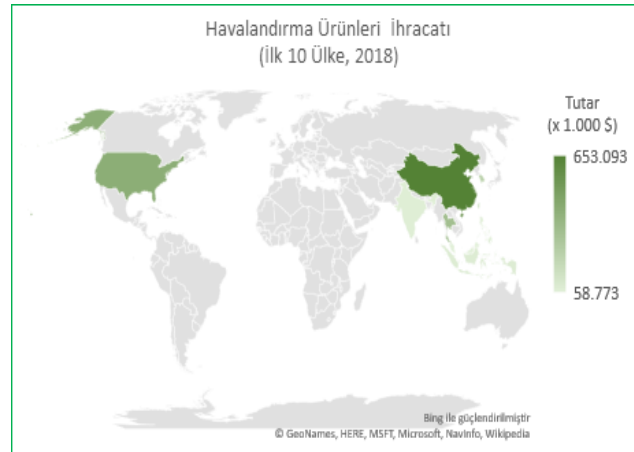 Havalandırma Ürünleri İhracatı
(İlk 10 Ülke, 2018)
Tutar
(x 1.000 $)
653.093
58.773
Bing ile güçlendirilmiştir
© GeoNames, HERE, MSFT, Microsoft, NavInfo, Wikipedia